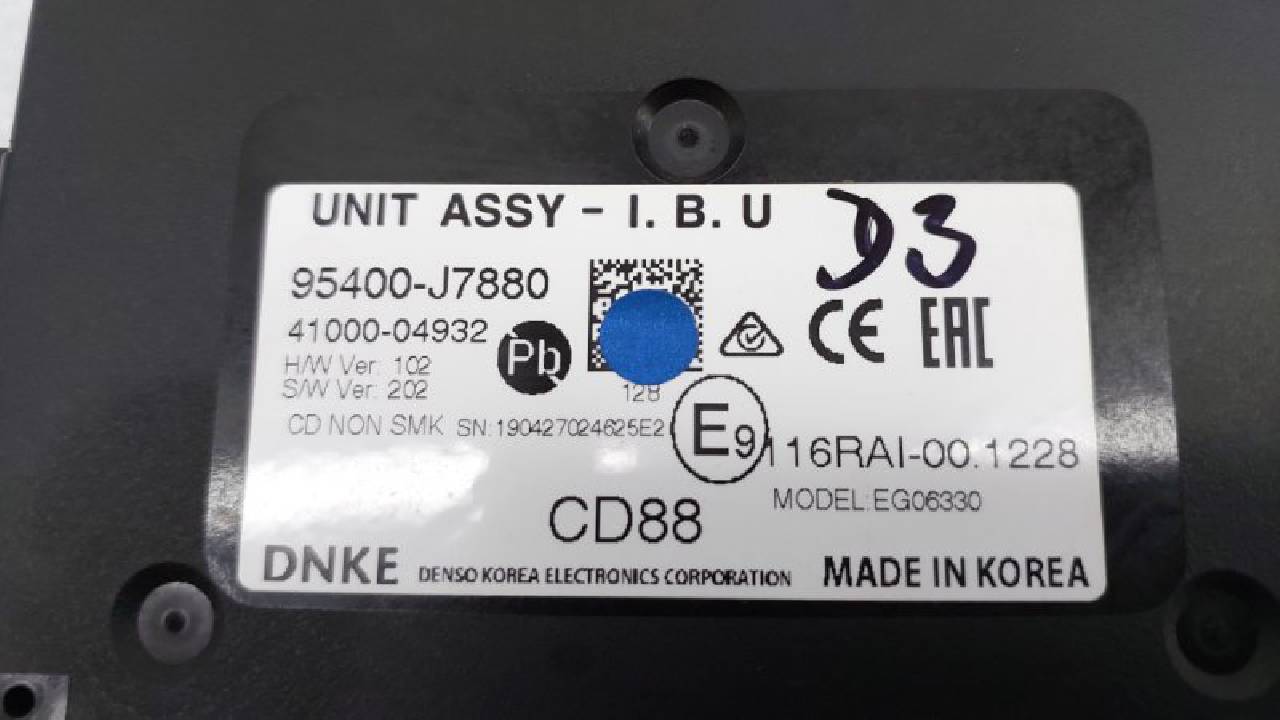 UNIT ASSY - I. B. U
D3
95400-J7880
41000-04932
Pb
CE EAC
H/W Ver: 102
S/W Ver: 202
128
CD NON SMK SN:190427024625E2
E9 116RAI-00.1228
MODEL:EG06330
CD88
DNKE DENSO KOREA ELECTRONICS CORPORATION MADE IN KOREA